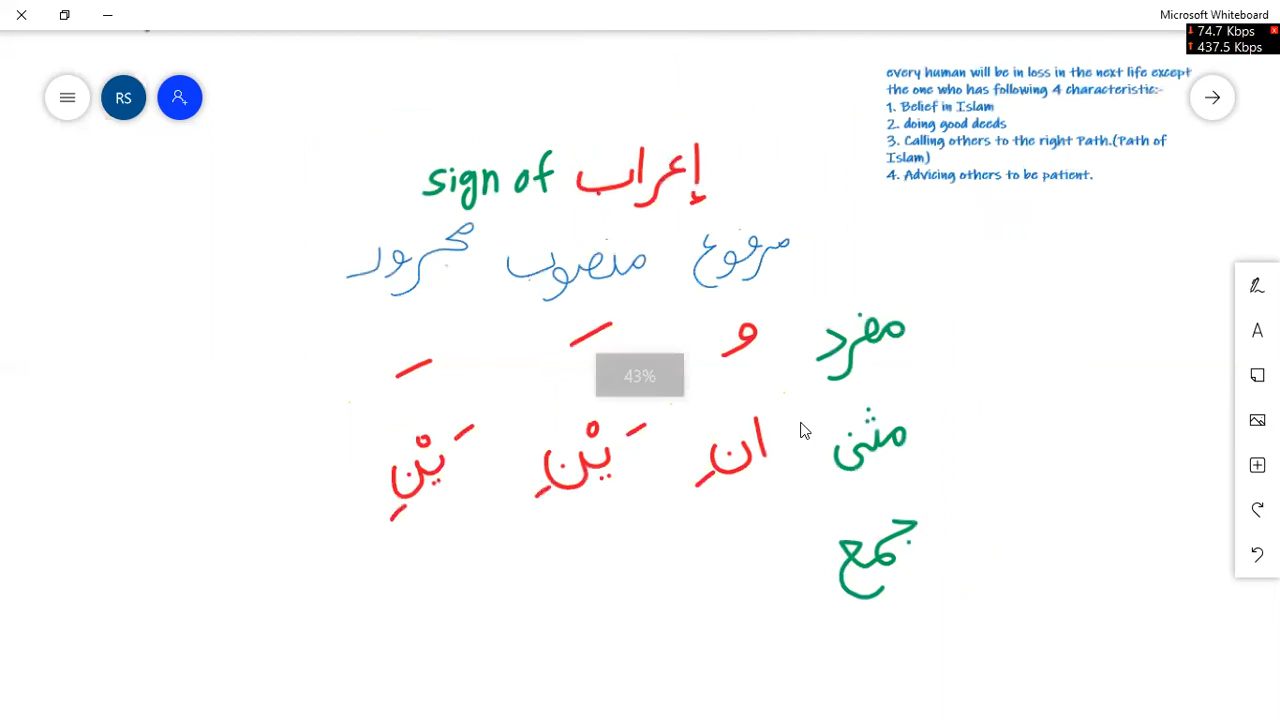 Microsoft Whiteboard
74.7 Kbps
437.5 Kbps
RS
every human will be in loss in the next life except
the one who has following 4 characteristic:-
1. Belief in Islam
2. doing good deeds
3. Calling others to the right Path.(Path of
Islam)
4. Advicing others to be patient.
sign of إعراب
مرفوع منصوب مجرور
مفرد ُ َ ِ
43%
مثنى انِ َيْنِ َيْنِ
جمع
A